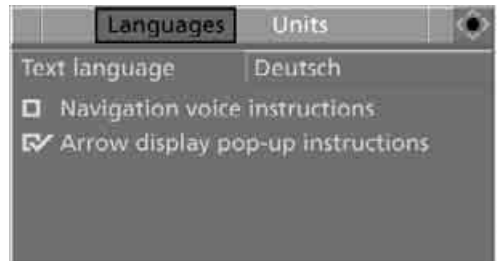 Languages Units
Text language Deutsch
Navigation voice instructions
Arrow display pop-up instructions